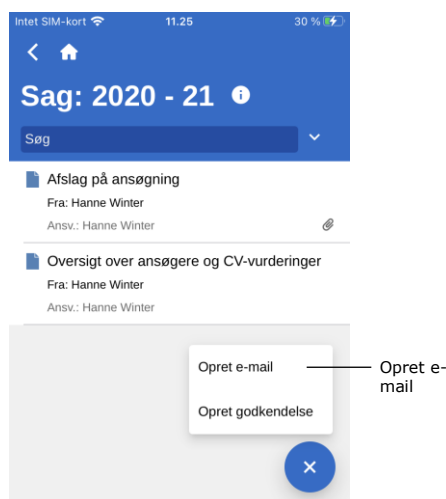 Intet SIM-kort 11.25 30 %
Sag: 2020 - 21
Søg
Afslag på ansøgning
Fra: Hanne Winter
Ansv.: Hanne Winter
Oversigt over ansøgere og CV-vurderinger
Fra: Hanne Winter
Ansv.: Hanne Winter
Opret e-mail
Opret godkendelse
Opret e-
mail